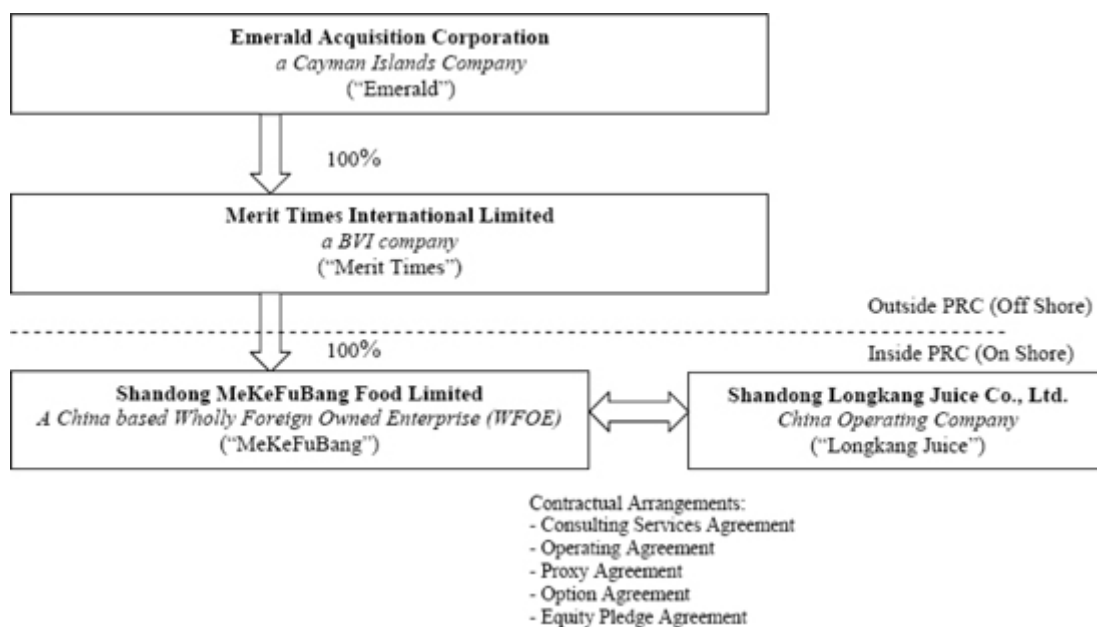 Emerald Acquisition Corporation
a Cayman Islands Company
(“Emerald”)
100%
Merit Times International Limited
a BVI company
(“Merit Times”)
Outside PRC (Off Shore)
100%
Inside PRC (On Shore)
Shandong MeKeFuBang Food Limited
A China based Wholly Foreign Owned Enterprise (WFOE)
(“MeKeFuBang”)
Shandong Longkang Juice Co., Ltd.
China Operating Company
(“Longkang Juice”)
Contractual Arrangements:
- Consulting Services Agreement
- Operating Agreement
- Proxy Agreement
- Option Agreement
- Equity Pledge Agreement